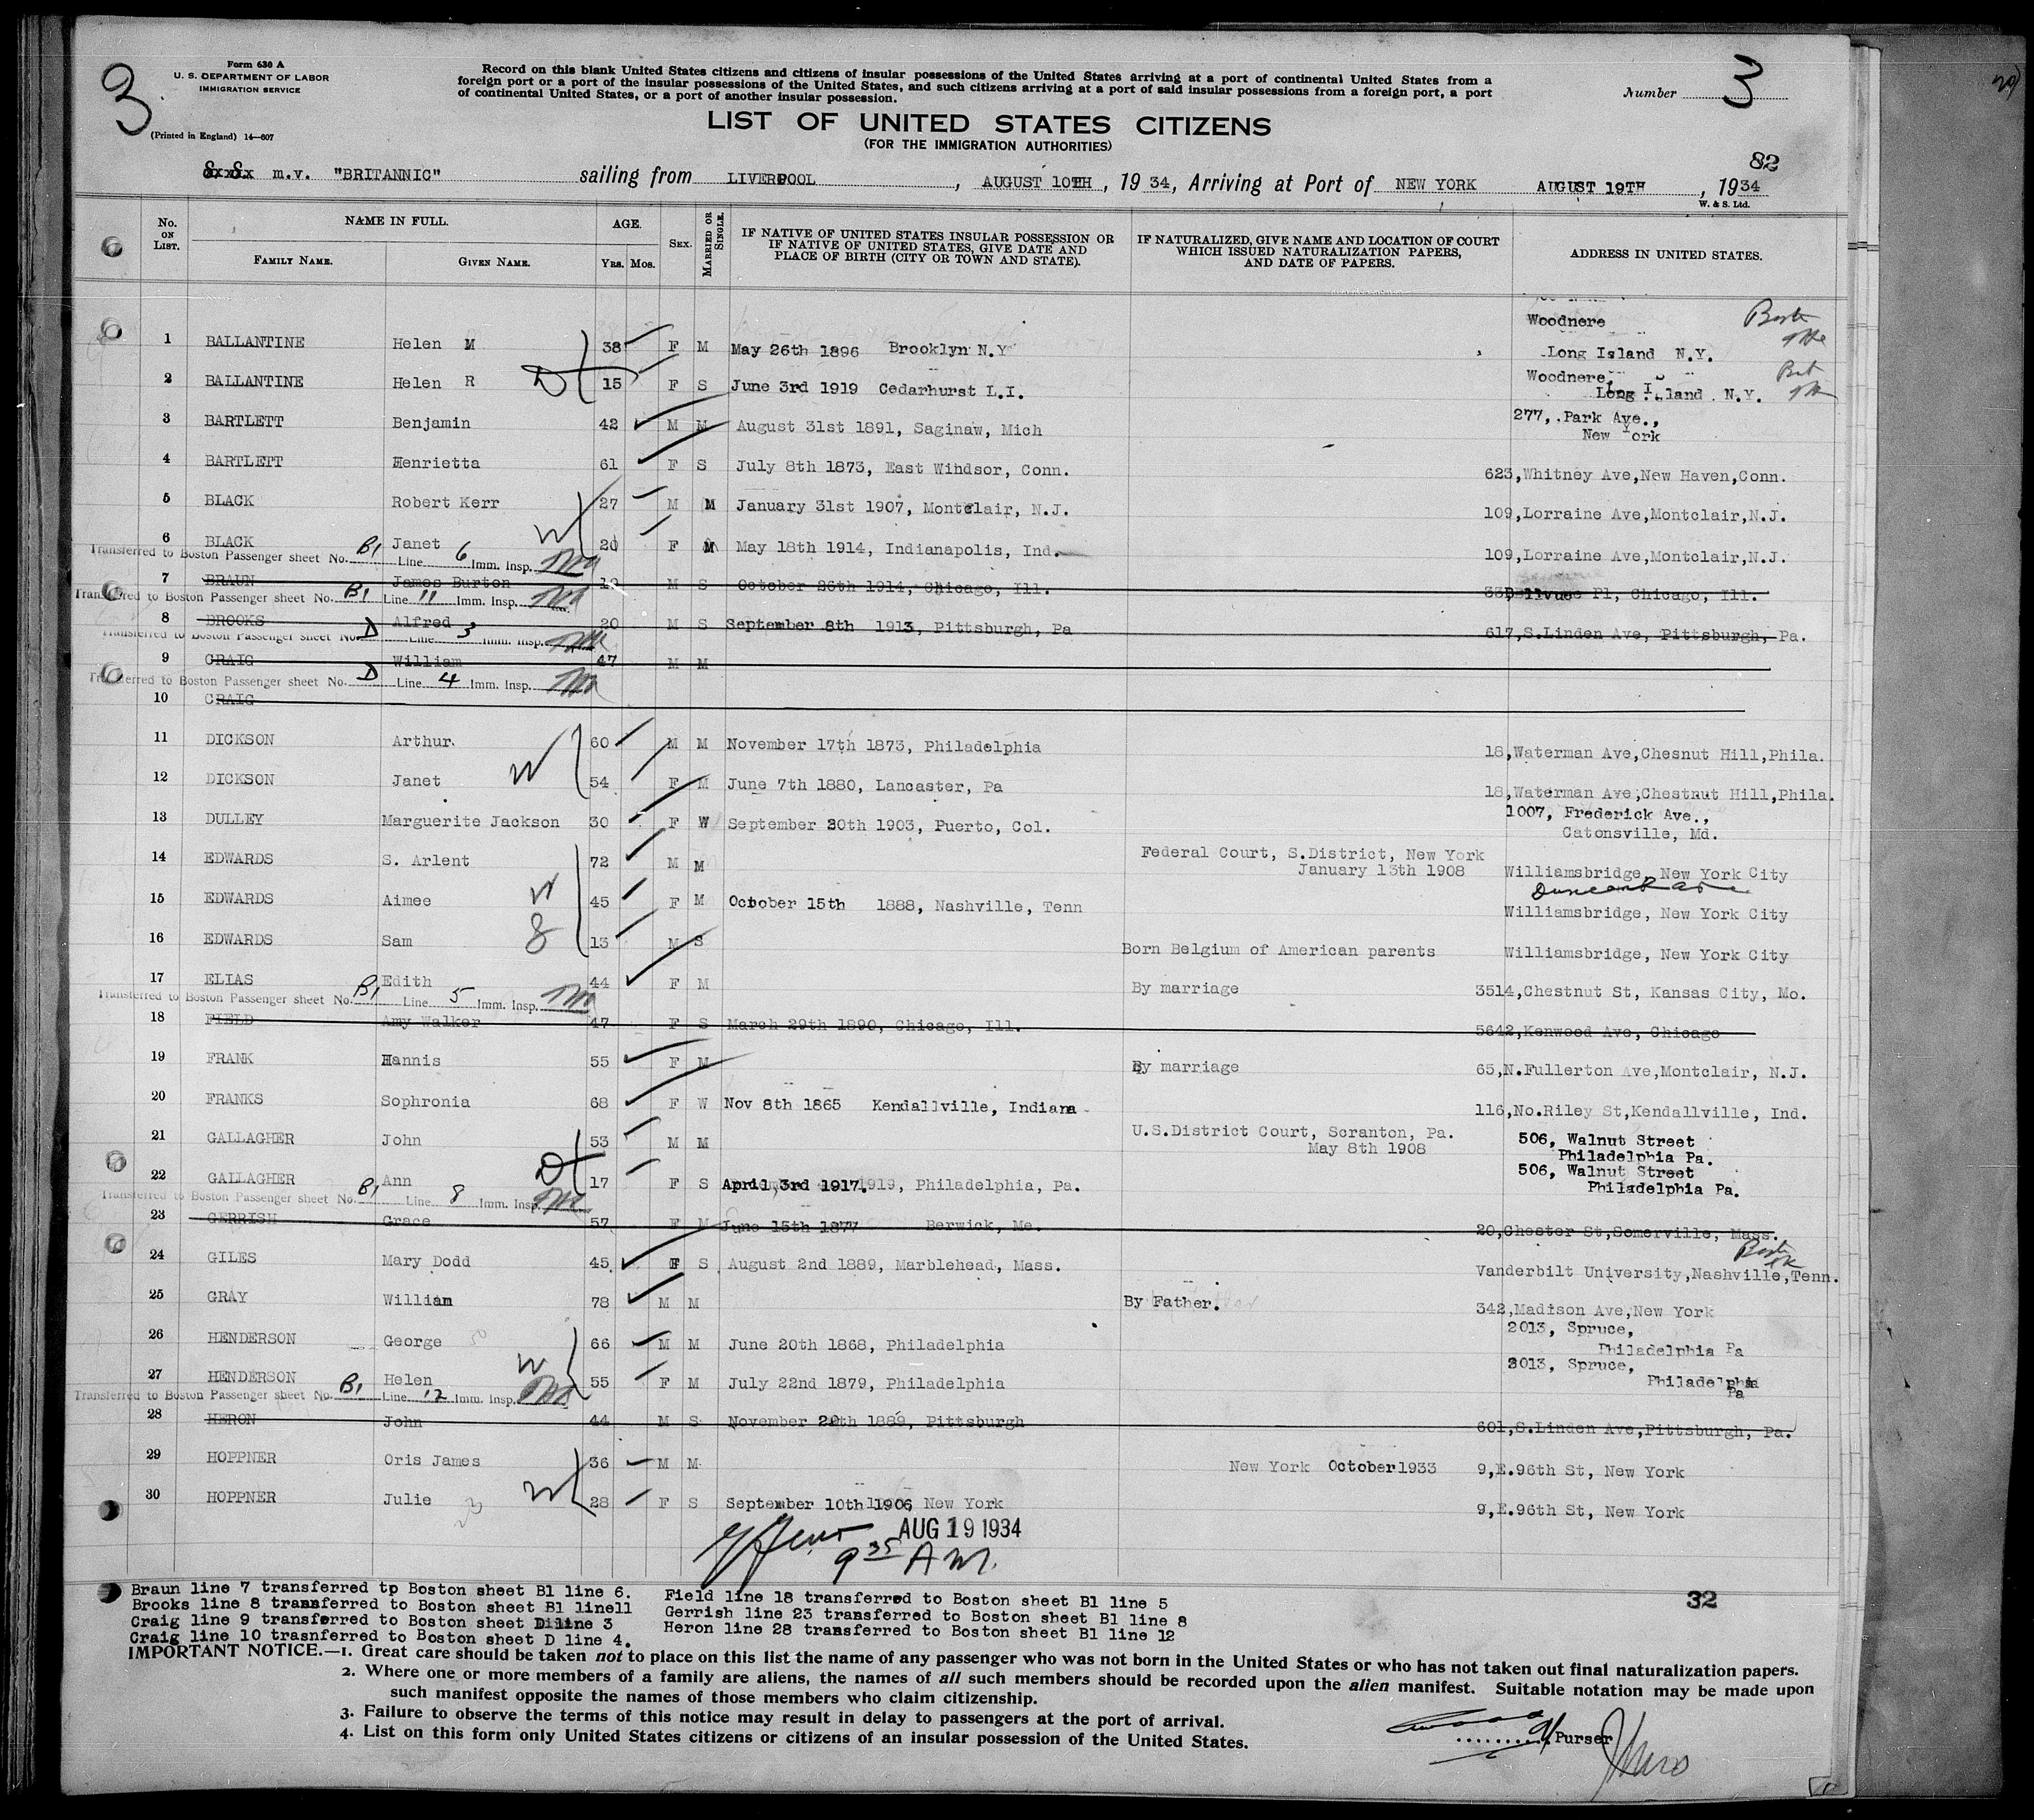 3
Form 630 A
U. S. DEPARTMENT OF LABOR
IMMIGRATION SERVICE
(Printed in England) 14—607
Record on this blank United States citizens and citizens of insular possessions of the United States arriving at a port of continental United States from a
foreign port or a port of the insular possessions of the United States, and such citizens arriving at a port of said insular possessions from a foreign port, a port
of continental United States, or a port of another insular possession.
Number 3
LIST OF UNITED STATES CITIZENS
(FOR THE IMMIGRATION AUTHORITIES)
82
m.v. "BRITANNIC" sailing from LIVERPOOL, AUGUST 10TH, 1934, Arriving at Port of NEW YORK AUGUST 19TH, 1934
W. & S. Ltd.
No. ON LIST. NAME IN FULL. FAMILY NAME. GIVEN NAME. AGE. Yrs. Mos. SEX. MARRIED OR SINGLE. IF NATIVE OF UNITED STATES INSULAR POSSESSION OR IF NATIVE OF UNITED STATES, GIVE DATE AND PLACE OF BIRTH (CITY OR TOWN AND STATE). IF NATURALIZED, GIVE NAME AND LOCATION OF COURT WHICH ISSUED NATURALIZATION PAPERS, AND DATE OF PAPERS. ADDRESS IN UNITED STATES.
1 BALLANTINE Helen M 38 F M May 26th 1896 Brooklyn N.Y Woodnere Long Island N.Y.
2 BALLANTINE Helen R 15 F S June 3rd 1919 Cedarhurst L.I. Woodnere, Long Island N.Y.
3 BARTLETT Benjamin 42 M M August 31st 1891, Saginaw, Mich 277, Park Ave., New York
4 BARTLETT Henrietta 61 F S July 8th 1873, East Windsor, Conn. 623,Whitney Ave,New Haven,Conn.
5 BLACK Robert Kerr 27 M M January 31st 1907, Montclair, N.J. 109,Lorraine Ave,Montclair,N.J.
6 BLACK Janet 20 F M May 18th 1914, Indianapolis, Ind. 109,Lorraine Ave,Montclair,N.J.
Transferred to Boston Passenger sheet No. B1 Line 6 Imm. Insp.
7 BRAUN James Burton 19 M S October 26th 1914, Chicago, Ill. Pl, Chicago, Ill.
Transferred to Boston Passenger sheet No. B1 Line 11 Imm. Insp.
8 BROOKS Alfred 20 M S September 8th 1913, Pittsburgh, Pa 617,S.Linden Ave, Pittsburgh, Pa.
Transferred to Boston Passenger sheet No. D Line 3 Imm. Insp.
9 CRAIG William 47 M M
Transferred to Boston Passenger sheet No. D Line 4 Imm. Insp.
10 CRAIG
11 DICKSON Arthur 60 M M November 17th 1873, Philadelphia 18,Waterman Ave,Chesnut Hill,Phila.
12 DICKSON Janet 54 F M June 7th 1880, Lancaster, Pa 18,Waterman Ave,Chestnut Hill,Phila.
13 DULLEY Marguerite Jackson 30 F W September 30th 1903, Puerto, Col. 1007, Frederick Ave., Catonsville, Md.
14 EDWARDS S. Arlent 72 M M Federal Court, S.District, New York January 13th 1908 Williamsbridge, New York City
15 EDWARDS Aimee 45 F M October 15th 1888, Nashville, Tenn Williamsbridge, New York City
16 EDWARDS Sam 13 M S Born Belgium of American parents Williamsbridge, New York City
17 ELIAS Edith 44 F M By marriage 3514,Chestnut St, Kansas City, Mo.
Transferred to Boston Passenger sheet No. B1 Line 5 Imm. Insp.
18 FIELD Amy Walker 47 F S March 29th 1890, Chicago, Ill. 5642,Kenwood Ave, Chicago
19 FRANK Hannis 55 F M By marriage 65,N.Fullerton Ave,Montclair, N.J.
20 FRANKS Sophronia 68 F W Nov 8th 1865 Kendallville, Indiana 116,No.Riley St,Kendallville, Ind.
21 GALLAGHER John 53 M M U.S.District Court, Scranton, Pa. May 8th 1908 506, Walnut Street Philadelphia Pa.
22 GALLAGHER Ann 17 F S April 3rd 1917. 1919, Philadelphia, Pa. 506, Walnut Street Philadelphia Pa.
Transferred to Boston Passenger sheet No. B1 Line 8 Imm. Insp.
23 GERRISH Grace 57 F M June 15th 1877 Berwick, Me. 20,Chester St,Somerville, Mass.
24 GILES Mary Dodd 45 F S August 2nd 1889, Marblehead, Mass. Vanderbilt University,Nashville,Tenn.
25 GRAY William 78 M M By Father. 342,Madison Ave,New York
26 HENDERSON George 66 M M June 20th 1868, Philadelphia 2013, Spruce, Philadelphia Pa
27 HENDERSON Helen 55 F M July 22nd 1879, Philadelphia 2013, Spruce, Philadelphia Pa
Transferred to Boston Passenger sheet No. B1 Line 12 Imm. Insp.
28 HERON John 44 M S November 29th 1889, Pittsburgh 601,S.Linden Ave,Pittsburgh, Pa.
29 HOPPNER Oris James 36 M M New York October1933 9,E.96th St, New York
30 HOPPNER Julie 28 F S September 10th 1906, New York 9,E.96th St, New York
AUG 19 1934
9 35 A M.
Braun line 7 transferred tp Boston sheet B1 line 6.
Brooks line 8 transferred to Boston sheet B1 line11
Craig line 9 transferred to Boston sheet D line 3
Craig line 10 trasnferred to Boston sheet D line 4.
Field line 18 transferred to Boston sheet B1 line 5
Gerrish line 23 transferred to Boston sheet B1 line 8
Heron line 28 transferred to Boston sheet B1 line 12
32
IMPORTANT NOTICE.—1. Great care should be taken not to place on this list the name of any passenger who was not born in the United States or who has not taken out final naturalization papers.
2. Where one or more members of a family are aliens, the names of all such members should be recorded upon the alien manifest. Suitable notation may be made upon
such manifest opposite the names of those members who claim citizenship.
3. Failure to observe the terms of this notice may result in delay to passengers at the port of arrival.
4. List on this form only United States citizens or citizens of an insular possession of the United States.
Purser